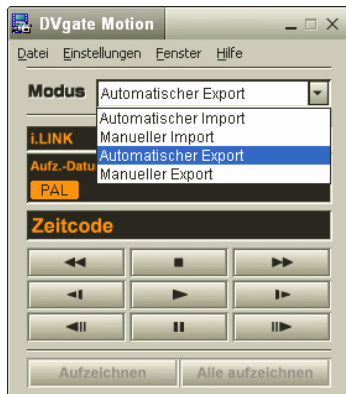 DVgate Motion
Datei Einstellungen Fenster Hilfe
Modus Automatischer Export
Automatischer Import
Manueller Import
Automatischer Export
Manueller Export
i.LINK
Aufz.-Datu
PAL
Zeitcode
Aufzeichnen Alle aufzeichnen